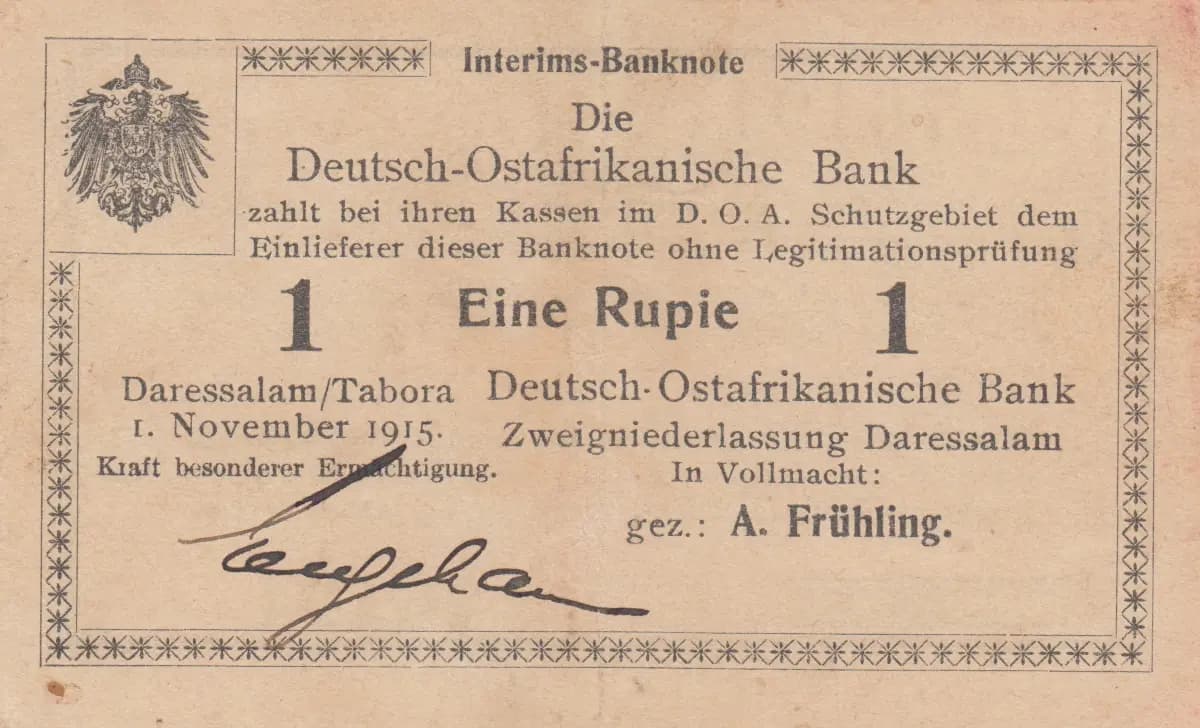 Interims-Banknote
Die
Deutsch-Ostafrikanische Bank
zahlt bei ihren Kassen im D. O. A. Schutzgebiet dem
Einlieferer dieser Banknote ohne Legitimationsprüfung
1 Eine Rupie 1
Daressalam/Tabora
1. November 1915.
Kraft besonderer Ermächtigung.
Deutsch-Ostafrikanische Bank
Zweigniederlassung Daressalam
In Vollmacht:
gez.: A. Frühling.